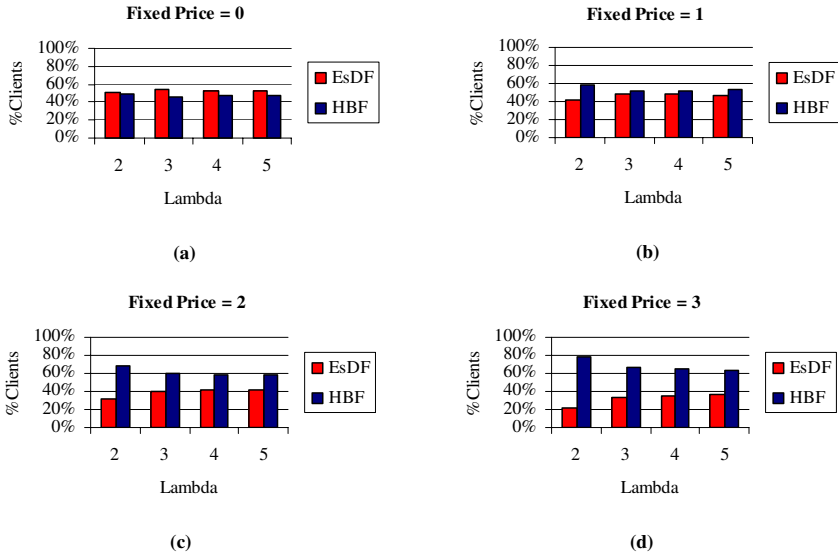 Fixed Price = 0
100%
80%
60%
40%
20%
0%
%Clients
2 3 4 5
Lambda
EsDF
HBF
(a)
Fixed Price = 1
100%
80%
60%
40%
20%
0%
%Clients
2 3 4 5
Lambda
EsDF
HBF
(b)
Fixed Price = 2
100%
80%
60%
40%
20%
0%
%Clients
2 3 4 5
Lambda
EsDF
HBF
(c)
Fixed Price = 3
100%
80%
60%
40%
20%
0%
%Clients
2 3 4 5
Lambda
EsDF
HBF
(d)